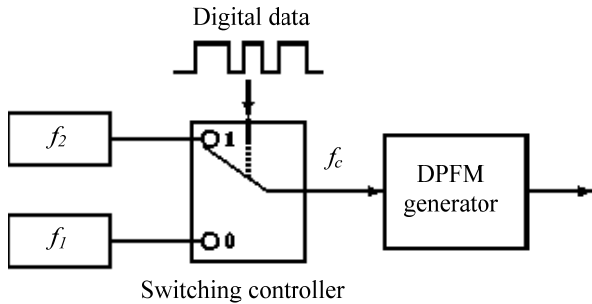 Digital data
f2
1
fc
DPFM
generator
f1
0
Switching controller